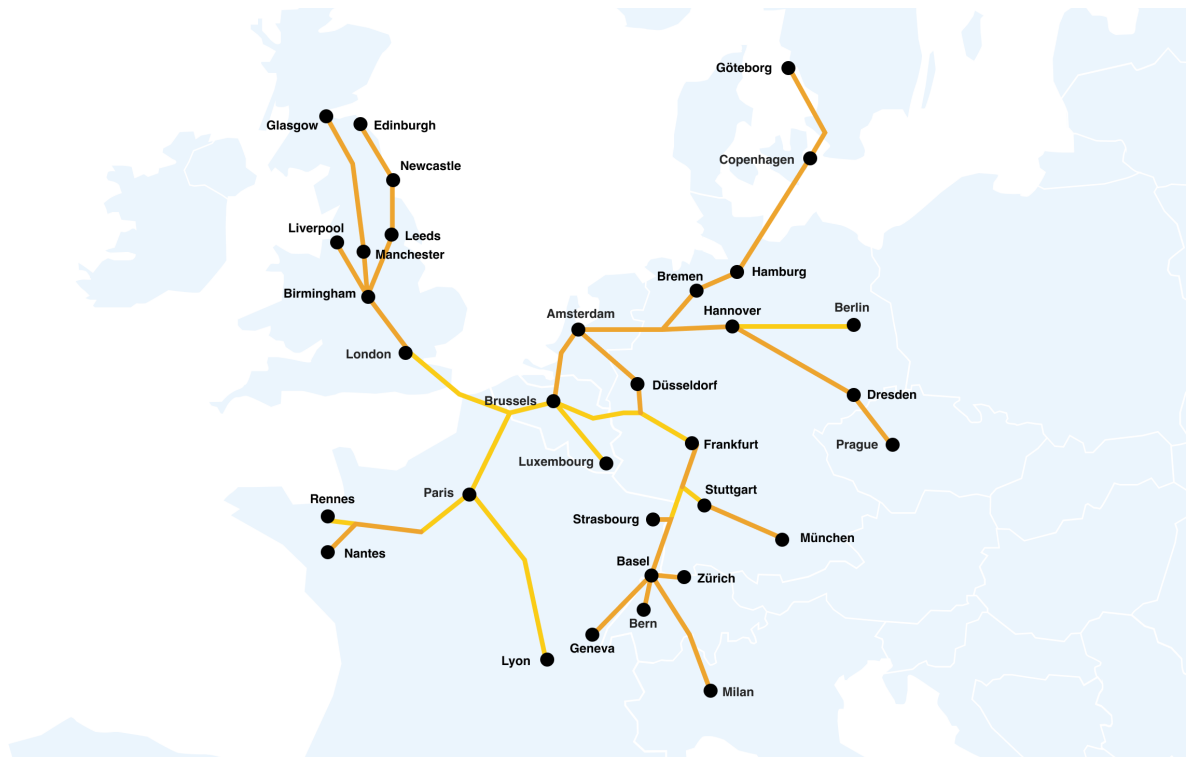 Göteborg
Glasgow
Edinburgh
Copenhagen
Newcastle
Liverpool
Leeds
Manchester
Hamburg
Bremen
Birmingham
Berlin
Hannover
Amsterdam
London
Düsseldorf
Dresden
Brussels
Frankfurt
Prague
Luxembourg
Stuttgart
Paris
Rennes
Strasbourg
München
Nantes
Basel
Zürich
Bern
Geneva
Lyon
Milan